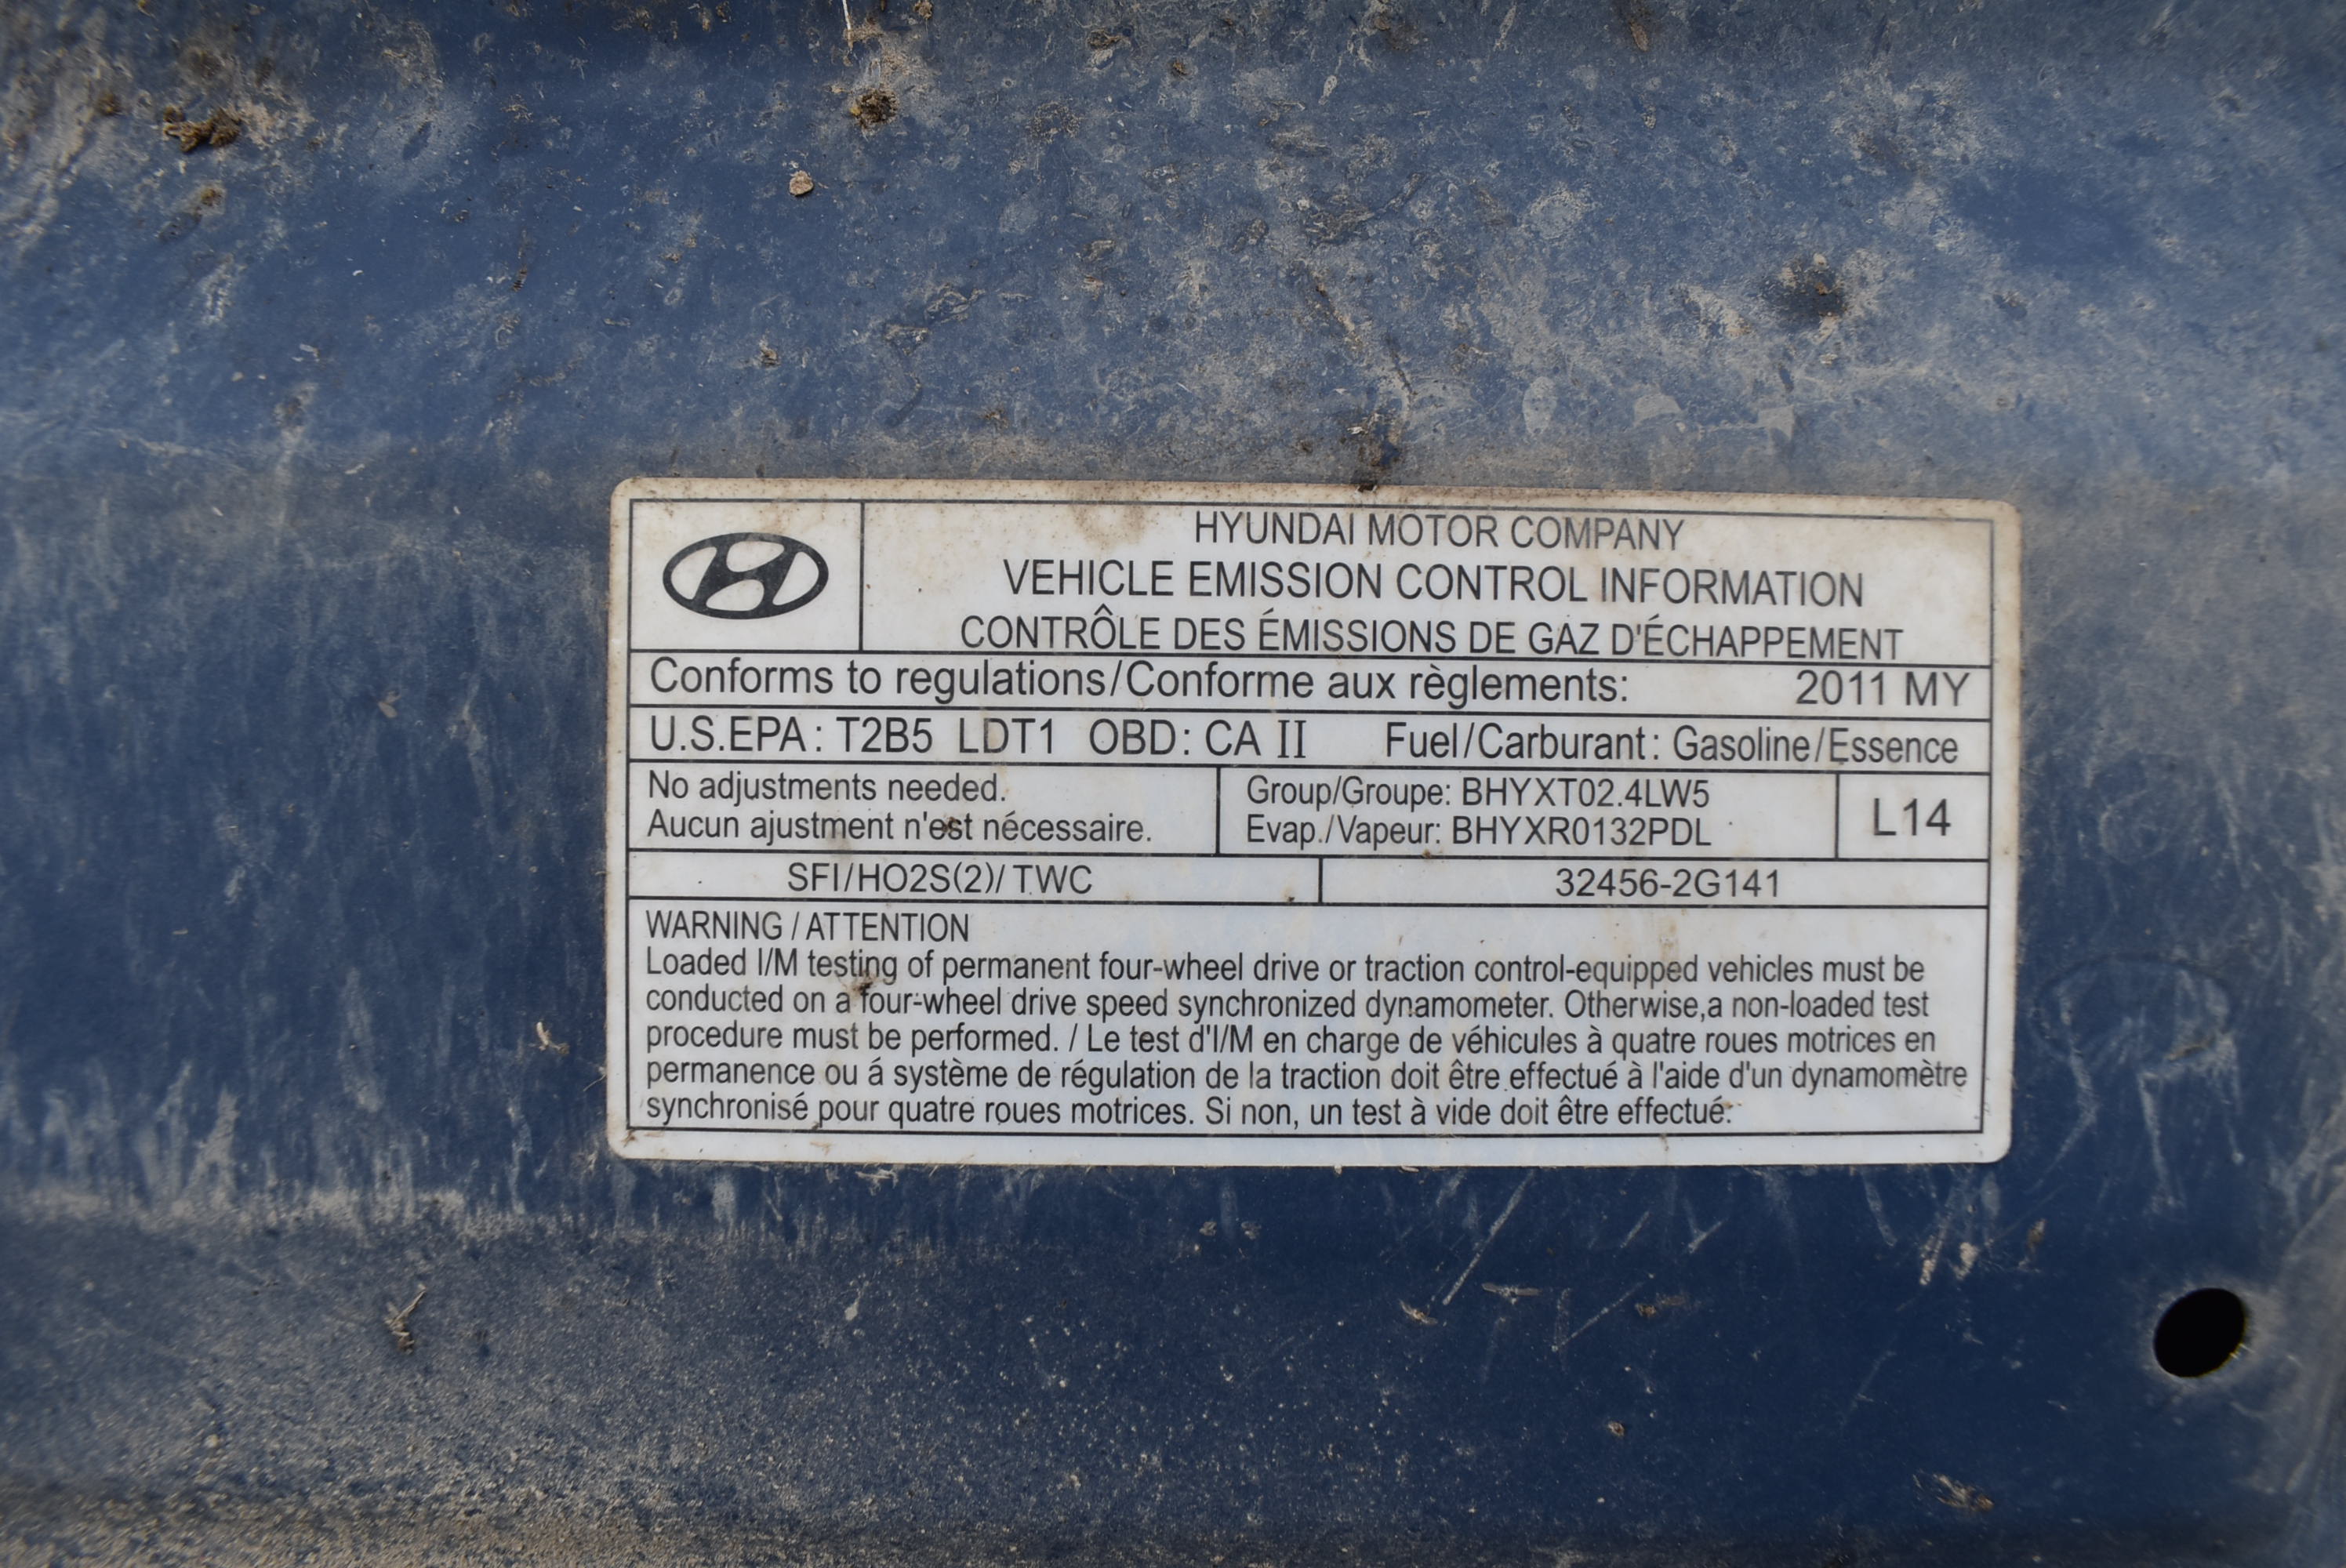 HYUNDAI MOTOR COMPANY
VEHICLE EMISSION CONTROL INFORMATION
CONTRÔLE DES ÉMISSIONS DE GAZ D'ÉCHAPPEMENT
Conforms to regulations/Conforme aux règlements: 2011 MY
U.S.EPA: T2B5 LDT1 OBD: CA II Fuel/Carburant: Gasoline/Essence
No adjustments needed.
Aucun ajustment n'est nécessaire.
Group/Groupe: BHYXT02.4LW5
Evap./Vapeur: BHYXR0132PDL
L14
SFI/HO2S(2)/TWC
32456-2G141
WARNING / ATTENTION
Loaded I/M testing of permanent four-wheel drive or traction control-equipped vehicles must be
conducted on a four-wheel drive speed synchronized dynamometer. Otherwise,a non-loaded test
procedure must be performed. / Le test d'I/M en charge de véhicules à quatre roues motrices en
permanence ou á système de régulation de la traction doit être effectué à l'aide d'un dynamomètre
synchronisé pour quatre roues motrices. Si non, un test à vide doit être effectué.